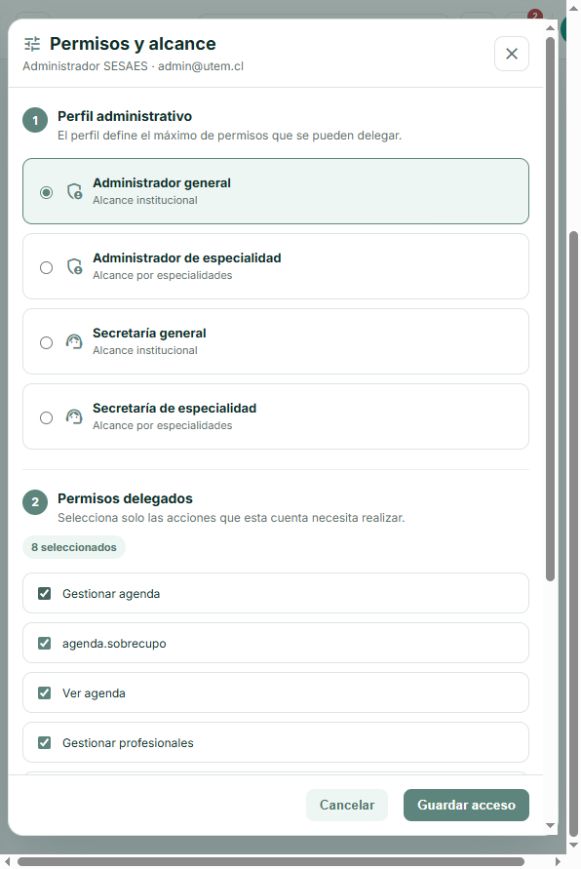 2
Permisos y alcance
Administrador SESAES · admin@utem.cl
1
Perfil administrativo
El perfil define el máximo de permisos que se pueden delegar.
Administrador general
Alcance institucional
Administrador de especialidad
Alcance por especialidades
Secretaría general
Alcance institucional
Secretaría de especialidad
Alcance por especialidades
2
Permisos delegados
Selecciona solo las acciones que esta cuenta necesita realizar.
8 seleccionados
Gestionar agenda
agenda.sobrecupo
Ver agenda
Gestionar profesionales
Cancelar
Guardar acceso